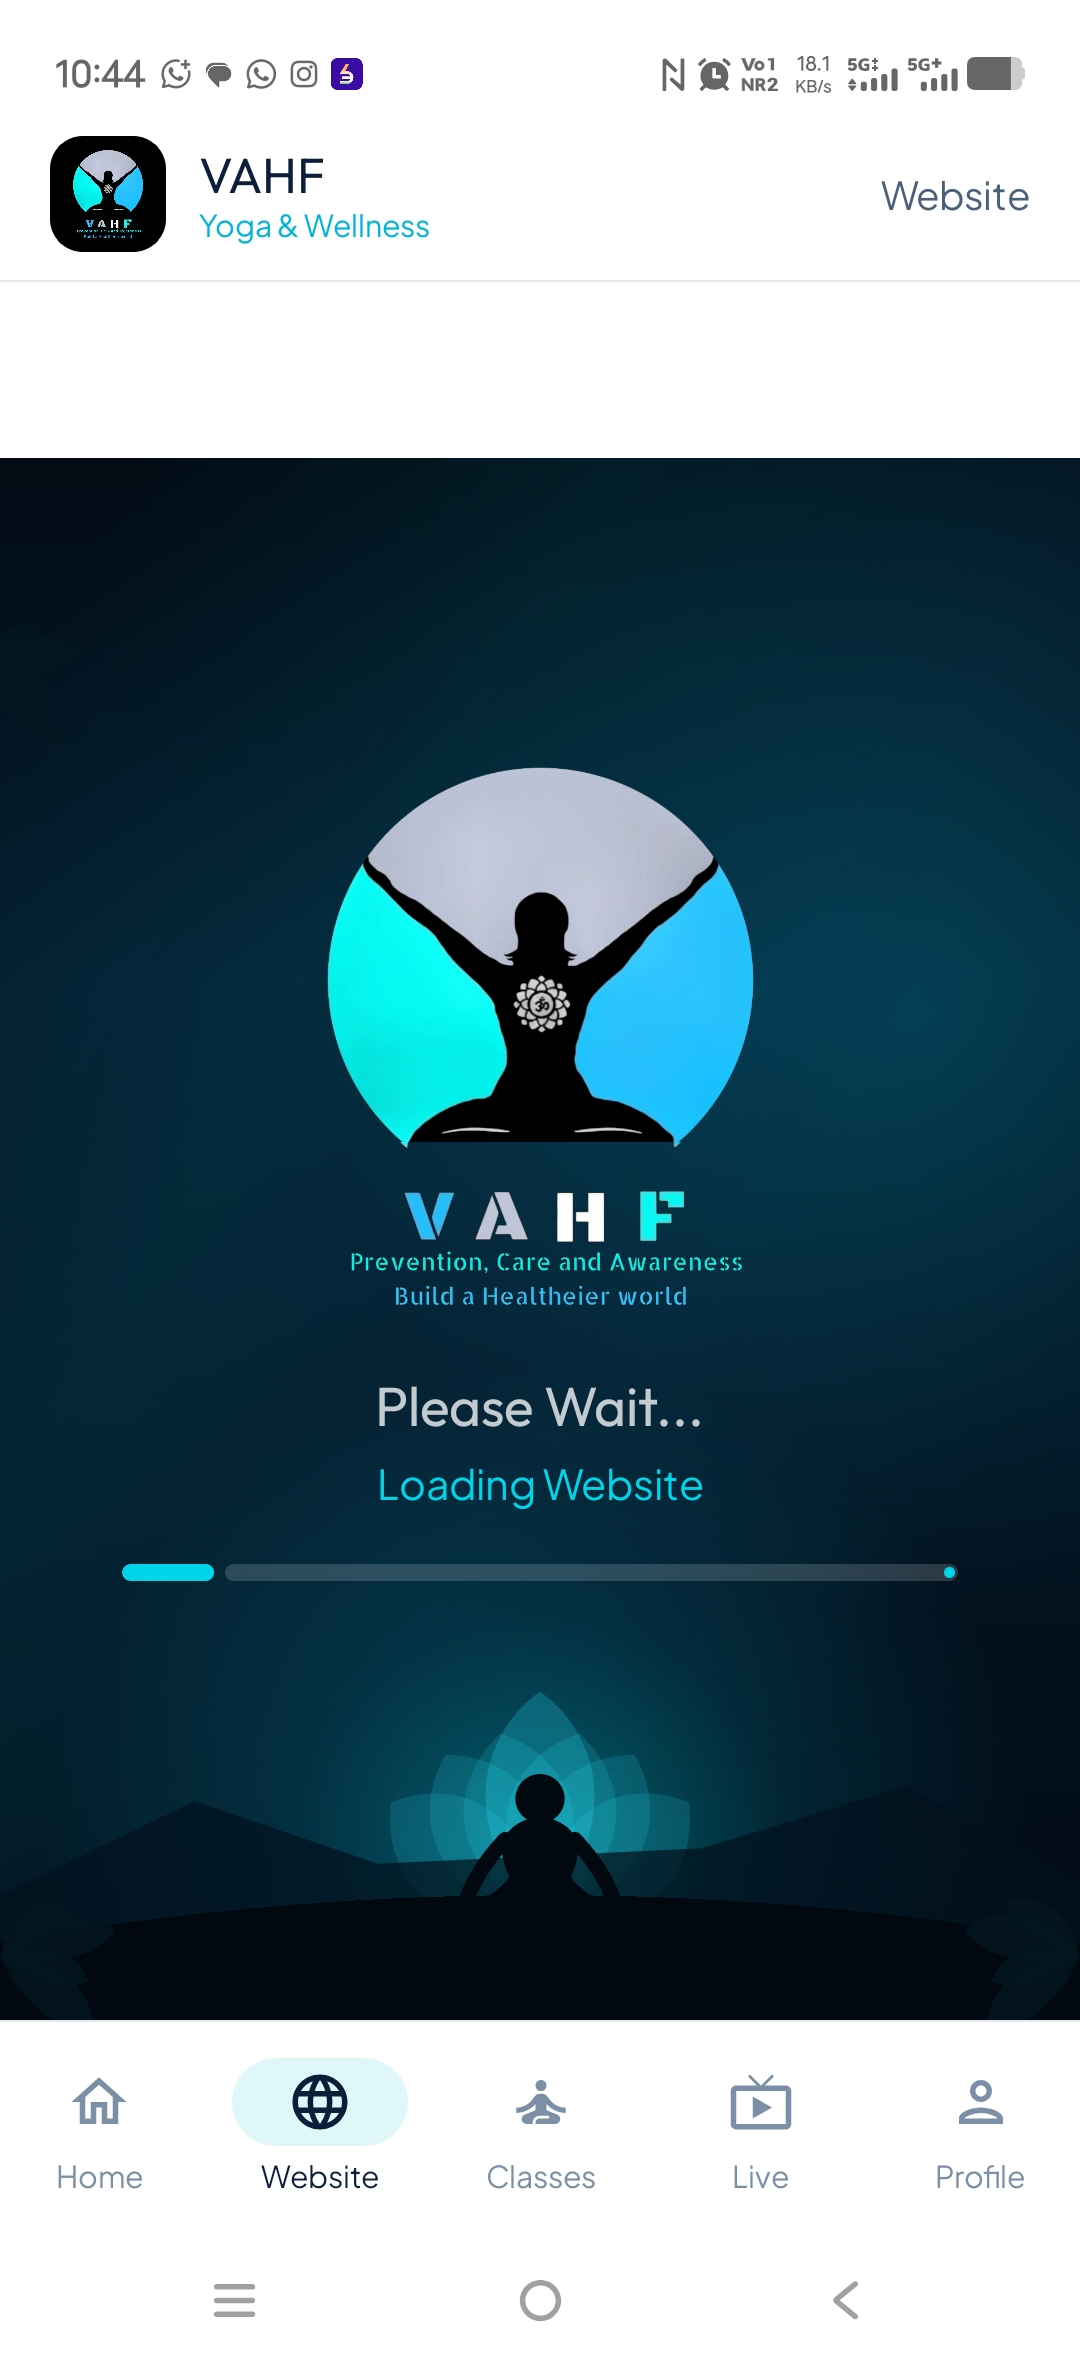 10:44
Vo1 NR2
18.1 KB/s
5G
5G+
VAHF
Yoga & Wellness
Website
VAHF
ॐ
V A H F
Prevention, Care and Awareness
Build a Healtheier world
Please Wait...
Loading Website
Home
Website
Classes
Live
Profile